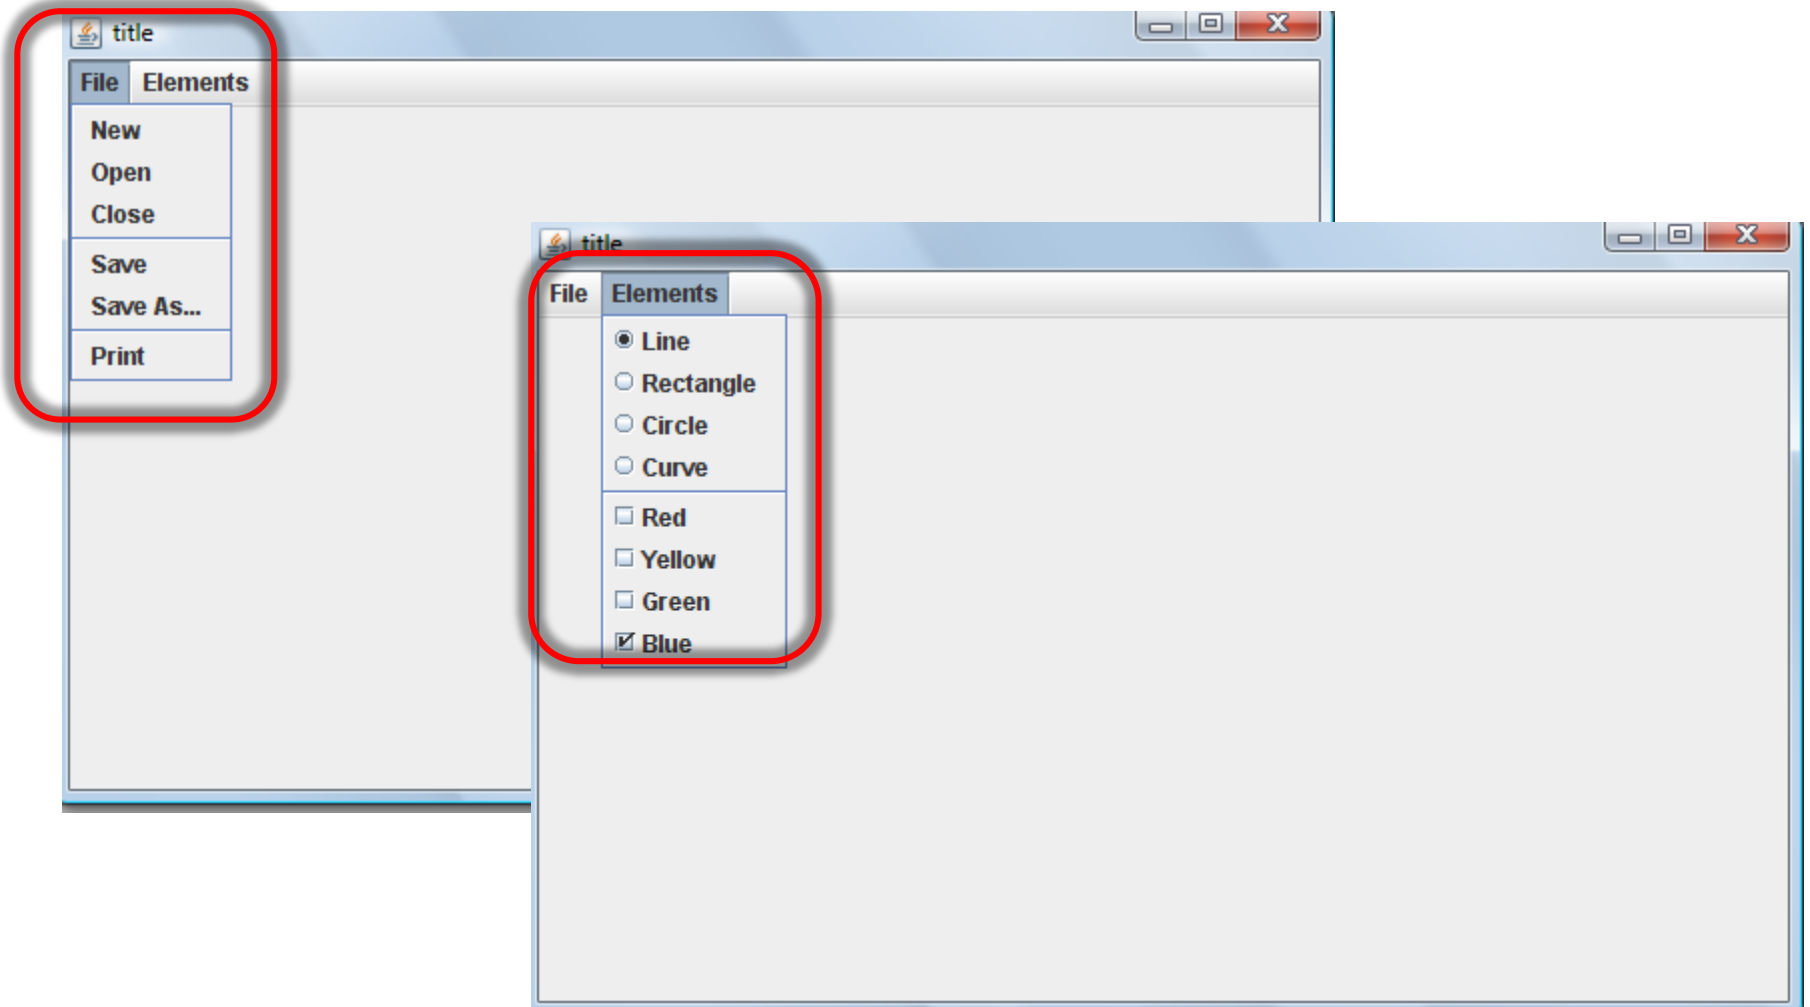 title
File Elements
New
Open
Close
Save
Save As...
Print
title
File Elements
Line
Rectangle
Circle
Curve
Red
Yellow
Green
Blue